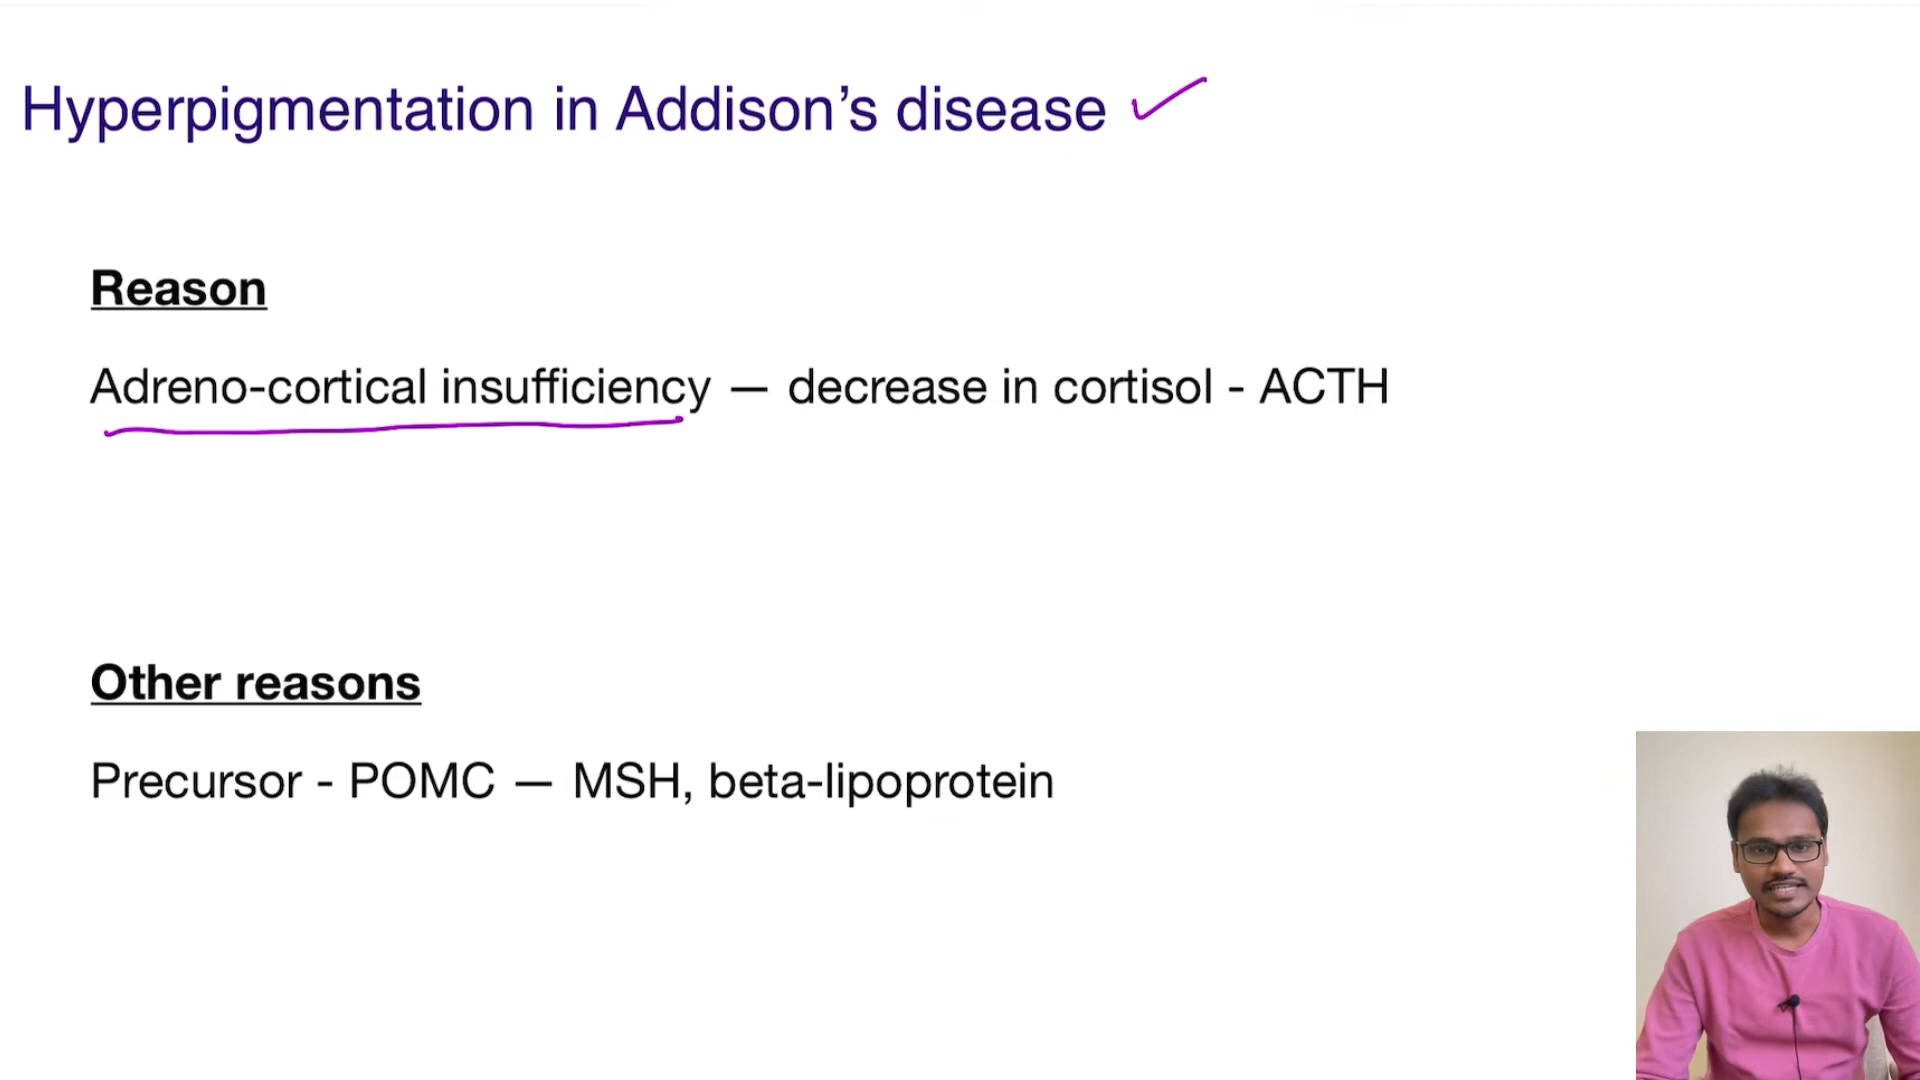 Hyperpigmentation in Addison’s disease
Reason
Adreno-cortical insufficiency — decrease in cortisol - ACTH
Other reasons
Precursor - POMC — MSH, beta-lipoprotein